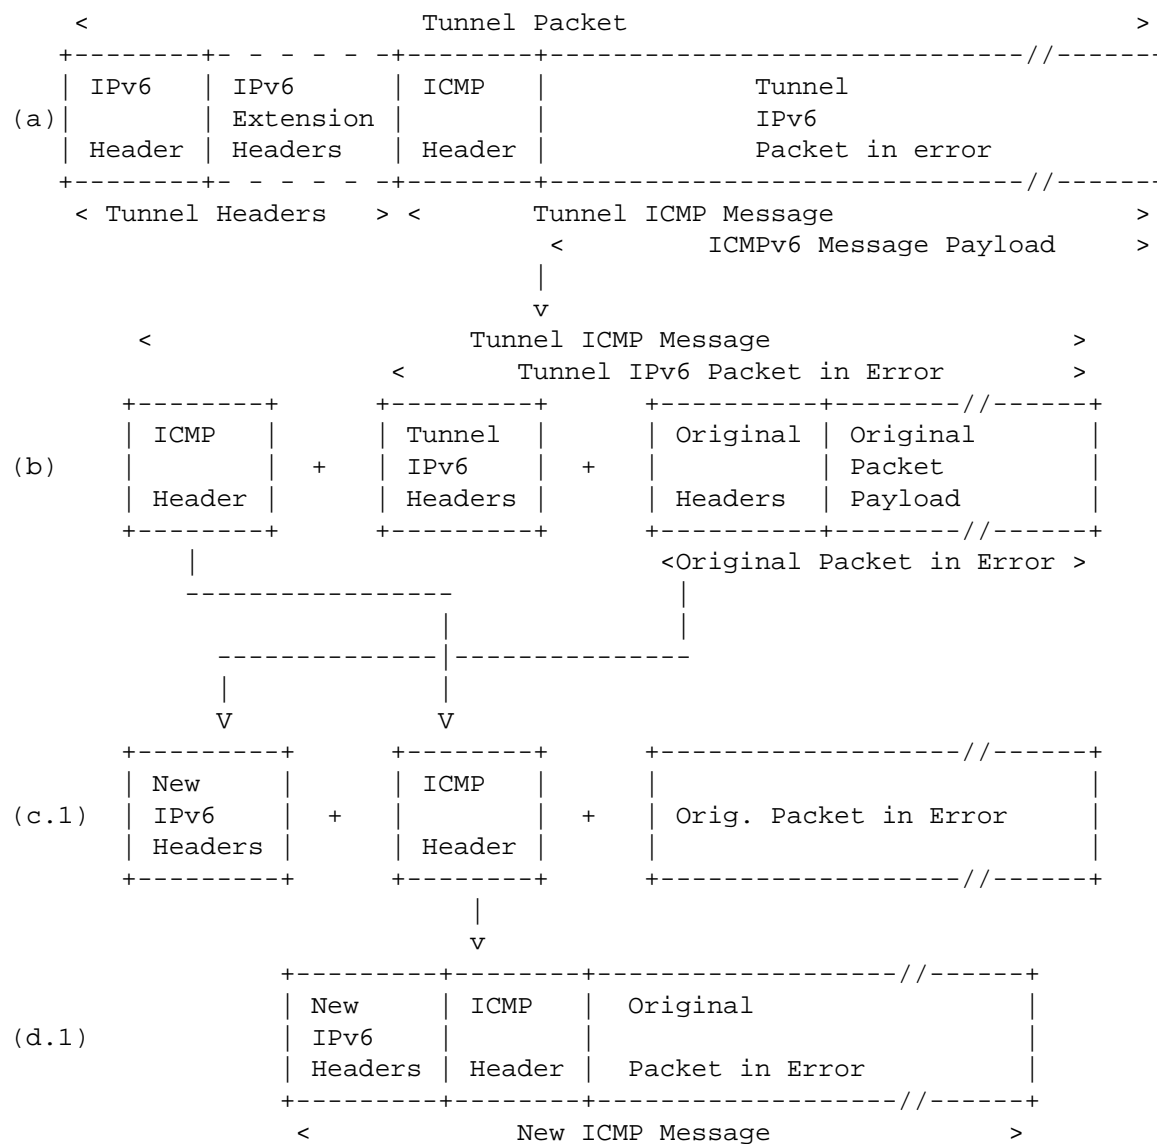 < Tunnel Packet >
+--------+- - - - - -+--------+------------------------------//-------
| IPv6 | IPv6 | ICMP | Tunnel
(a)| | Extension | | IPv6
| Header | Headers | Header | Packet in error
+--------+- - - - - -+--------+------------------------------//-------
< Tunnel Headers > < Tunnel ICMP Message >
< ICMPv6 Message Payload >
|
v
< Tunnel ICMP Message >
< Tunnel IPv6 Packet in Error >
+---------+ +---------+ +----------+--------//------+
| ICMP | | Tunnel | | Original | Original |
(b) | | + | IPv6 | + | | Packet |
| Header | | Headers | | Headers | Payload |
+---------+ +---------+ +----------+--------//------+
| <Original Packet in Error >
----------------- |
| |
--------------|---------------
| |
V V
+---------+ +--------+ +-------------------//------+
| New | | ICMP | | |
(c.1) | IPv6 | + | | + | Orig. Packet in Error |
| Headers | | Header | | |
+---------+ +--------+ +-------------------//------+
|
v
+---------+--------+-------------------//------+
| New | ICMP | Original |
(d.1) | IPv6 | | |
| Headers | Header | Packet in Error |
+---------+--------+-------------------//------+
< New ICMP Message >